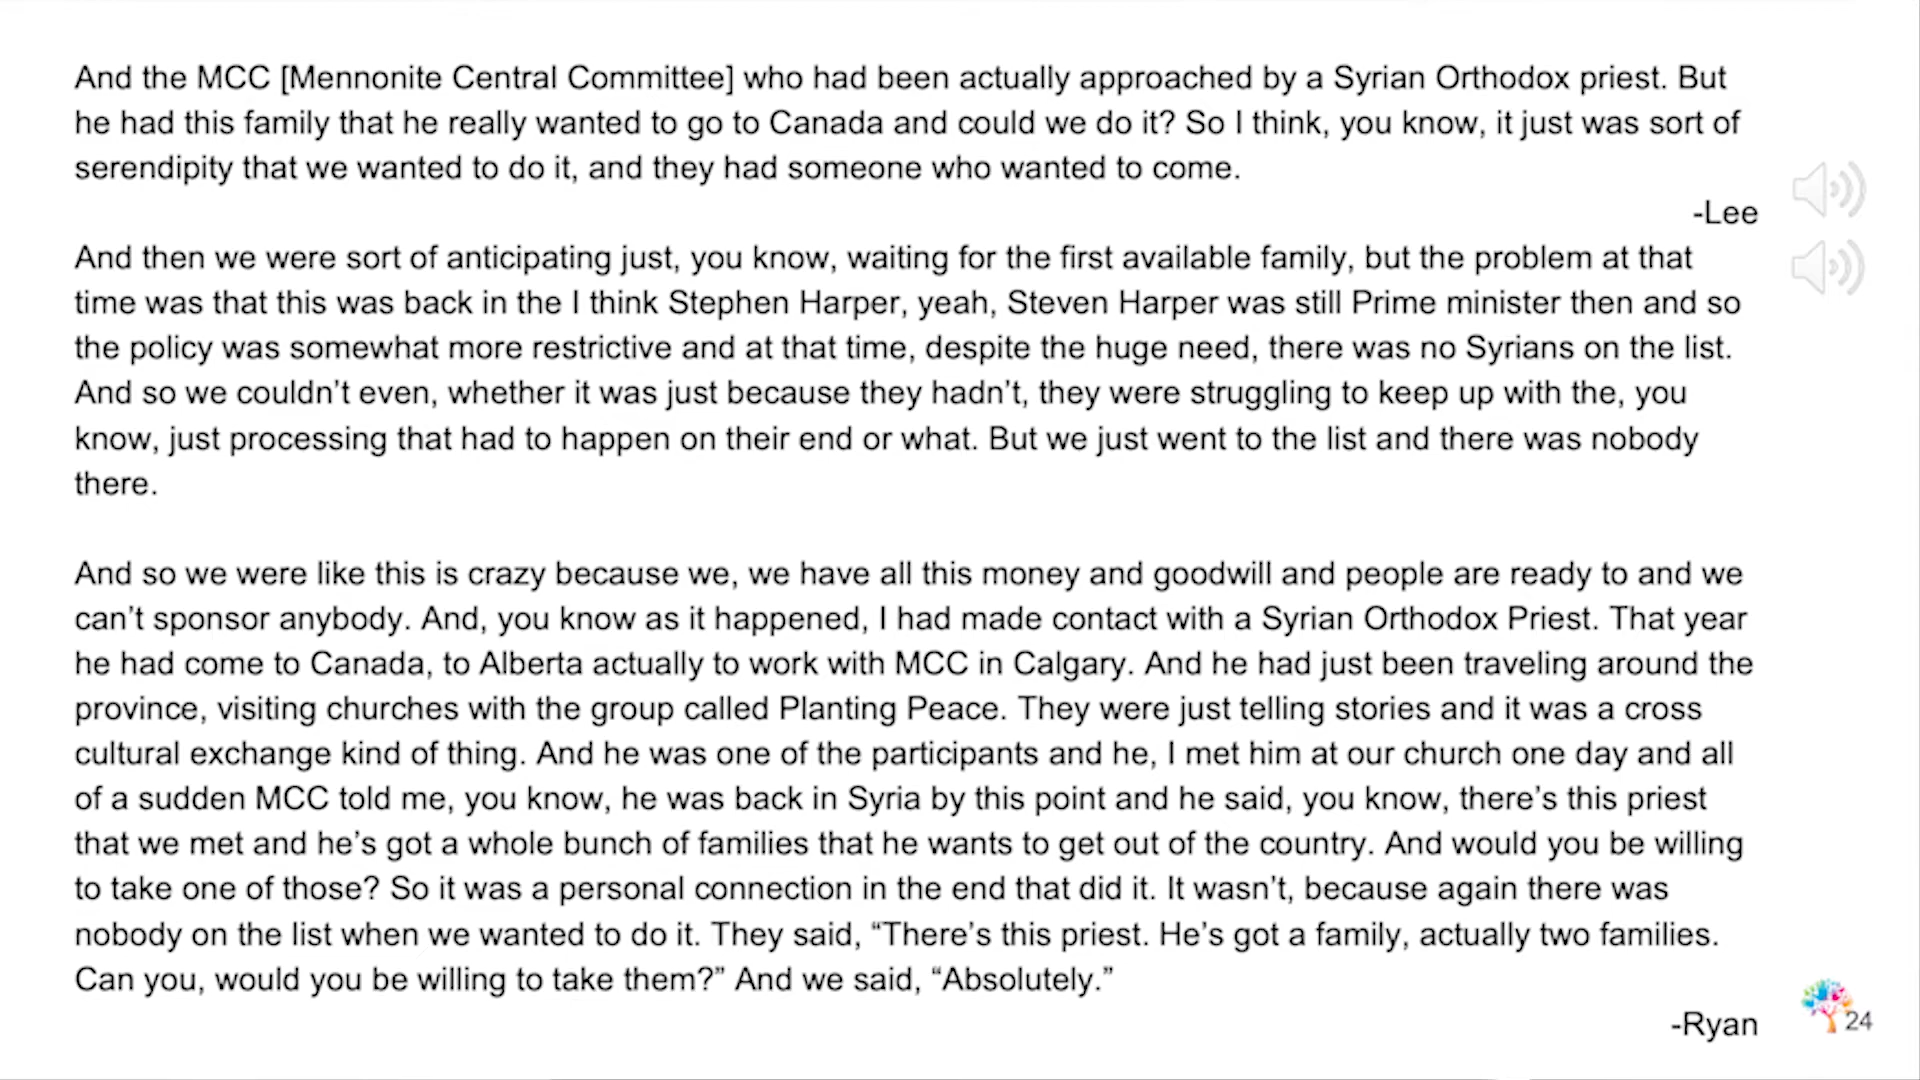 And the MCC [Mennonite Central Committee] who had been actually approached by a Syrian Orthodox priest. But
he had this family that he really wanted to go to Canada and could we do it? So I think, you know, it just was sort of
serendipity that we wanted to do it, and they had someone who wanted to come.
-Lee
And then we were sort of anticipating just, you know, waiting for the first available family, but the problem at that
time was that this was back in the I think Stephen Harper, yeah, Steven Harper was still Prime minister then and so
the policy was somewhat more restrictive and at that time, despite the huge need, there was no Syrians on the list.
And so we couldn't even, whether it was just because they hadn't, they were struggling to keep up with the, you
know, just processing that had to happen on their end or what. But we just went to the list and there was nobody
there.
And so we were like this is crazy because we, we have all this money and goodwill and people are ready to and we
can't sponsor anybody. And, you know as it happened, I had made contact with a Syrian Orthodox Priest. That year
he had come to Canada, to Alberta actually to work with MCC in Calgary. And he had just been traveling around the
province, visiting churches with the group called Planting Peace. They were just telling stories and it was a cross
cultural exchange kind of thing. And he was one of the participants and he, I met him at our church one day and all
of a sudden MCC told me, you know, he was back in Syria by this point and he said, you know, there's this priest
that we met and he's got a whole bunch of families that he wants to get out of the country. And would you be willing
to take one of those? So it was a personal connection in the end that did it. It wasn't, because again there was
nobody on the list when we wanted to do it. They said, “There's this priest. He's got a family, actually two families.
Can you, would you be willing to take them?” And we said, “Absolutely.”
-Ryan
24